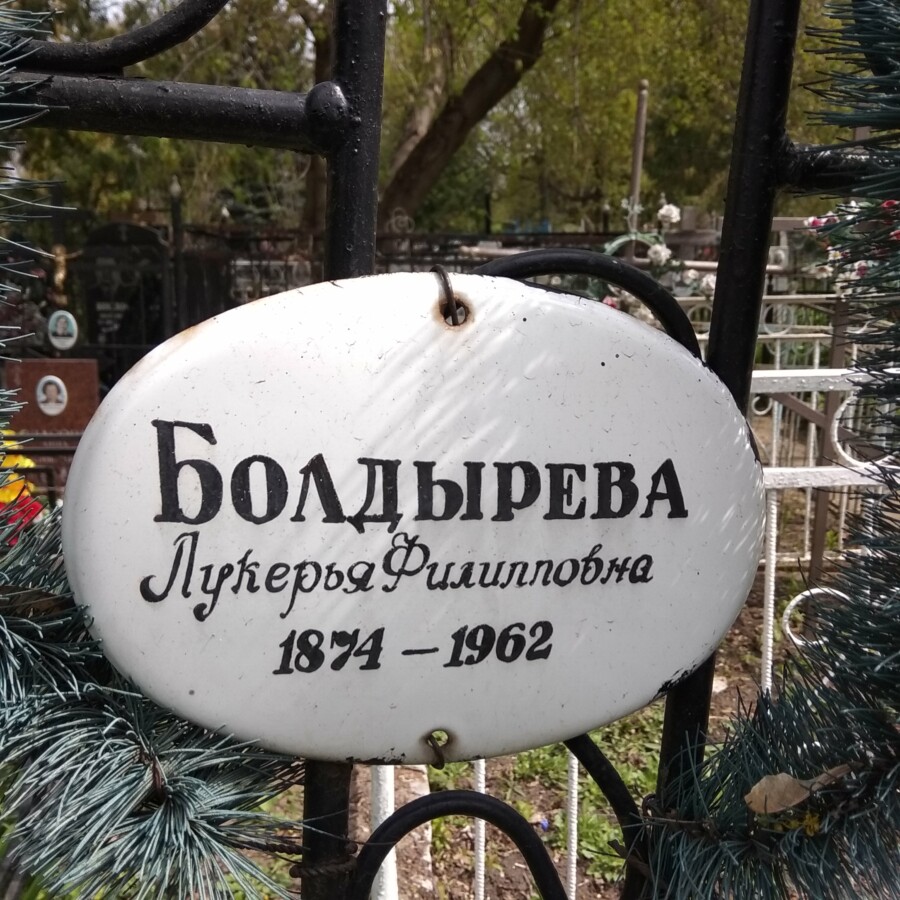 БОЛДЫРЕВА
Лукерья Филипповна
1874 – 1962